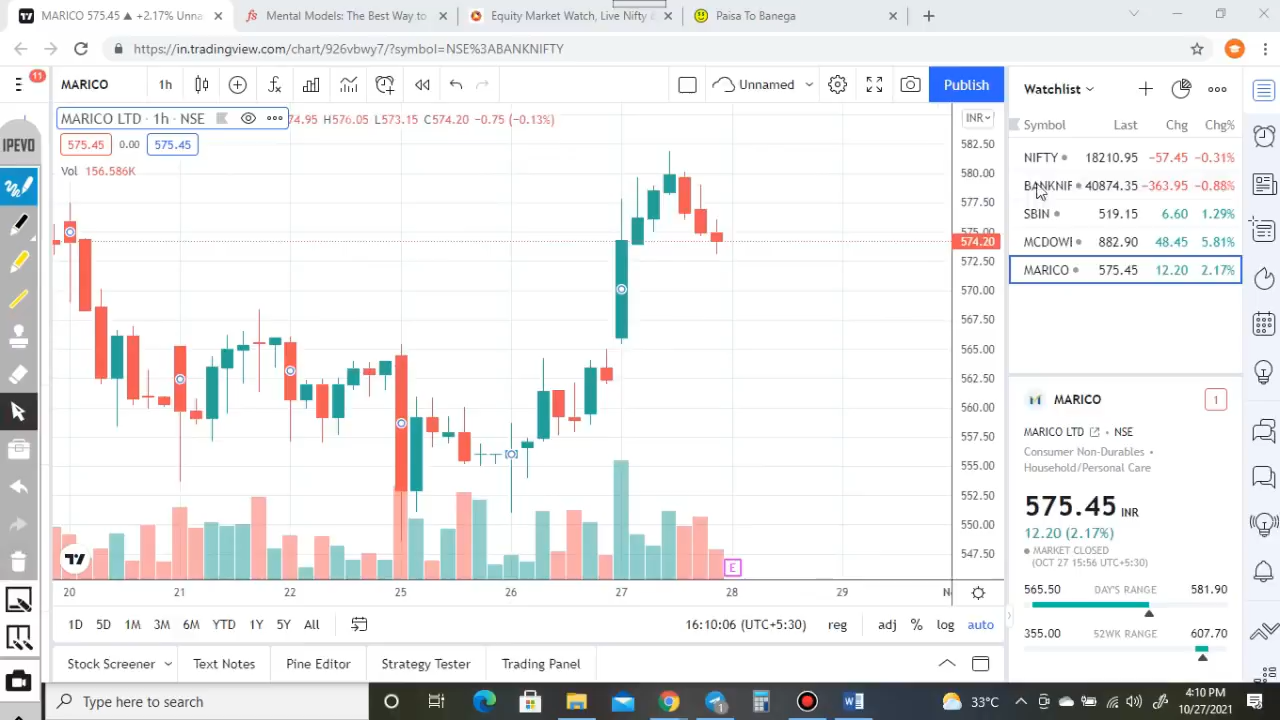 MARICO 575.45 ▲ +2.17% Unna
Mental Models: The Best Way to
Equity Market Watch, Live Nifty &
Paisa To Banega
https://in.tradingview.com/chart/926vbwy7/?symbol=NSE%3ABANKNIFTY
11
MARICO
1h
Unnamed
Publish
Watchlist
MARICO LTD · 1h · NSE
74.95 H576.05 L573.15 C574.20 −0.75 (−0.13%)
INR
575.45 0.00 575.45
Vol 156.586K
IPEVO
Symbol Last Chg Chg%
NIFTY 18210.95 −57.45 −0.31%
BANKNIF 40874.35 −363.95 −0.88%
SBIN 519.15 6.60 1.29%
MCDOWI 882.90 48.45 5.81%
MARICO 575.45 12.20 2.17%
582.50
580.00
577.50
575.00
574.20
572.50
570.00
567.50
565.00
562.50
560.00
557.50
555.00
552.50
550.00
547.50
MARICO
1
MARICO LTD · NSE
Consumer Non-Durables •
Household/Personal Care
575.45 INR
12.20 (2.17%)
MARKET CLOSED
(OCT 27 15:56 UTC+5:30)
565.50 DAY'S RANGE 581.90
355.00 52WK RANGE 607.70
E
20 21 22 25 26 27 28 29
1D 5D 1M 3M 6M YTD 1Y 5Y All
16:10:06 (UTC+5:30) reg adj % log auto
Stock Screener Text Notes Pine Editor Strategy Tester Trading Panel
Type here to search
33°C
4:10 PM
10/27/2021